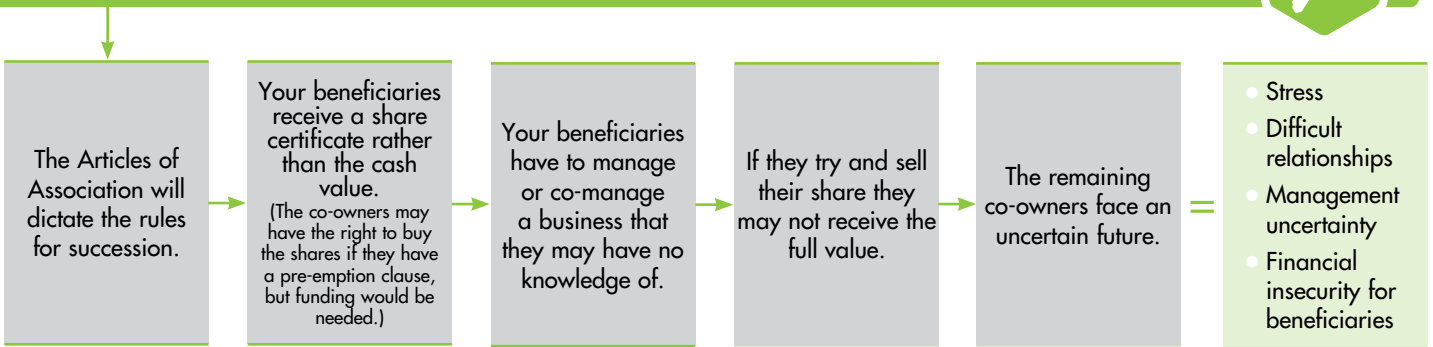 The Articles of
Association will
dictate the rules
for succession.
Your beneficiaries
receive a share
certificate rather
than the cash
value.
(The co-owners may
have the right to buy
the shares if they have
a pre-emption clause,
but funding would be
needed.)
Your beneficiaries
have to manage
or co-manage
a business that
they may have no
knowledge of.
If they try and sell
their share they
may not receive the
full value.
The remaining
co-owners face an
uncertain future.
=
Stress
Difficult
relationships
Management
uncertainty
Financial
insecurity for
beneficiaries